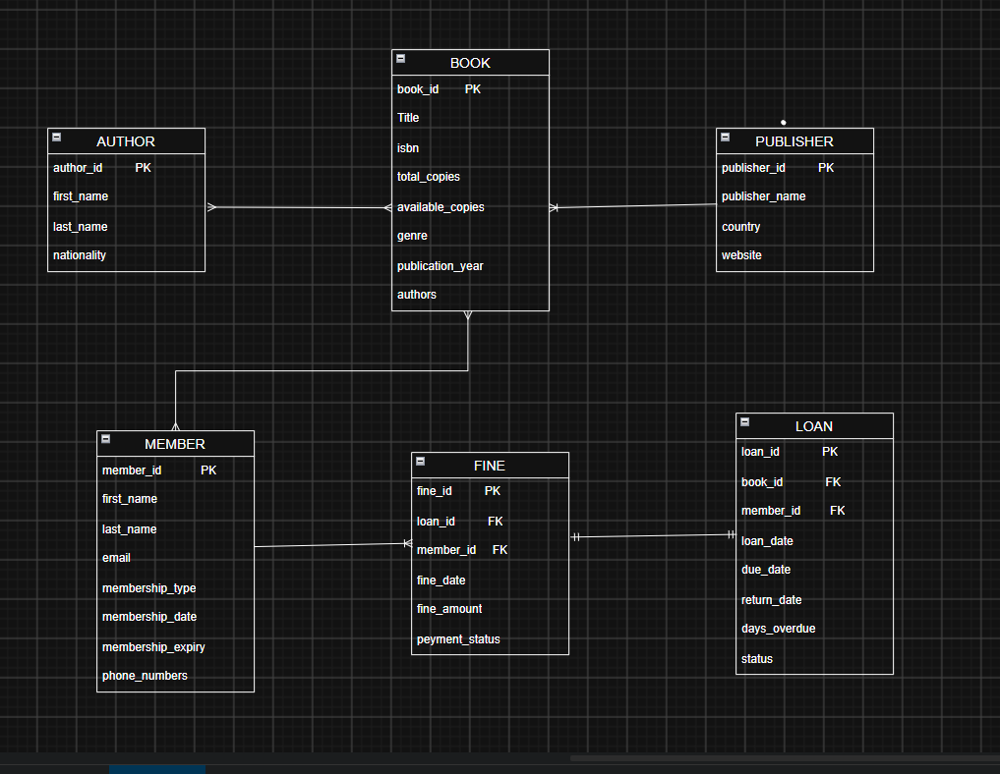 BOOK
book_id PK
Title
isbn
total_copies
available_copies
genre
publication_year
authors
AUTHOR
author_id PK
first_name
last_name
nationality
PUBLISHER
publisher_id PK
publisher_name
country
website
MEMBER
member_id PK
first_name
last_name
email
membership_type
membership_date
membership_expiry
phone_numbers
FINE
fine_id PK
loan_id FK
member_id FK
fine_date
fine_amount
peyment_status
LOAN
loan_id PK
book_id FK
member_id FK
loan_date
due_date
return_date
days_overdue
status